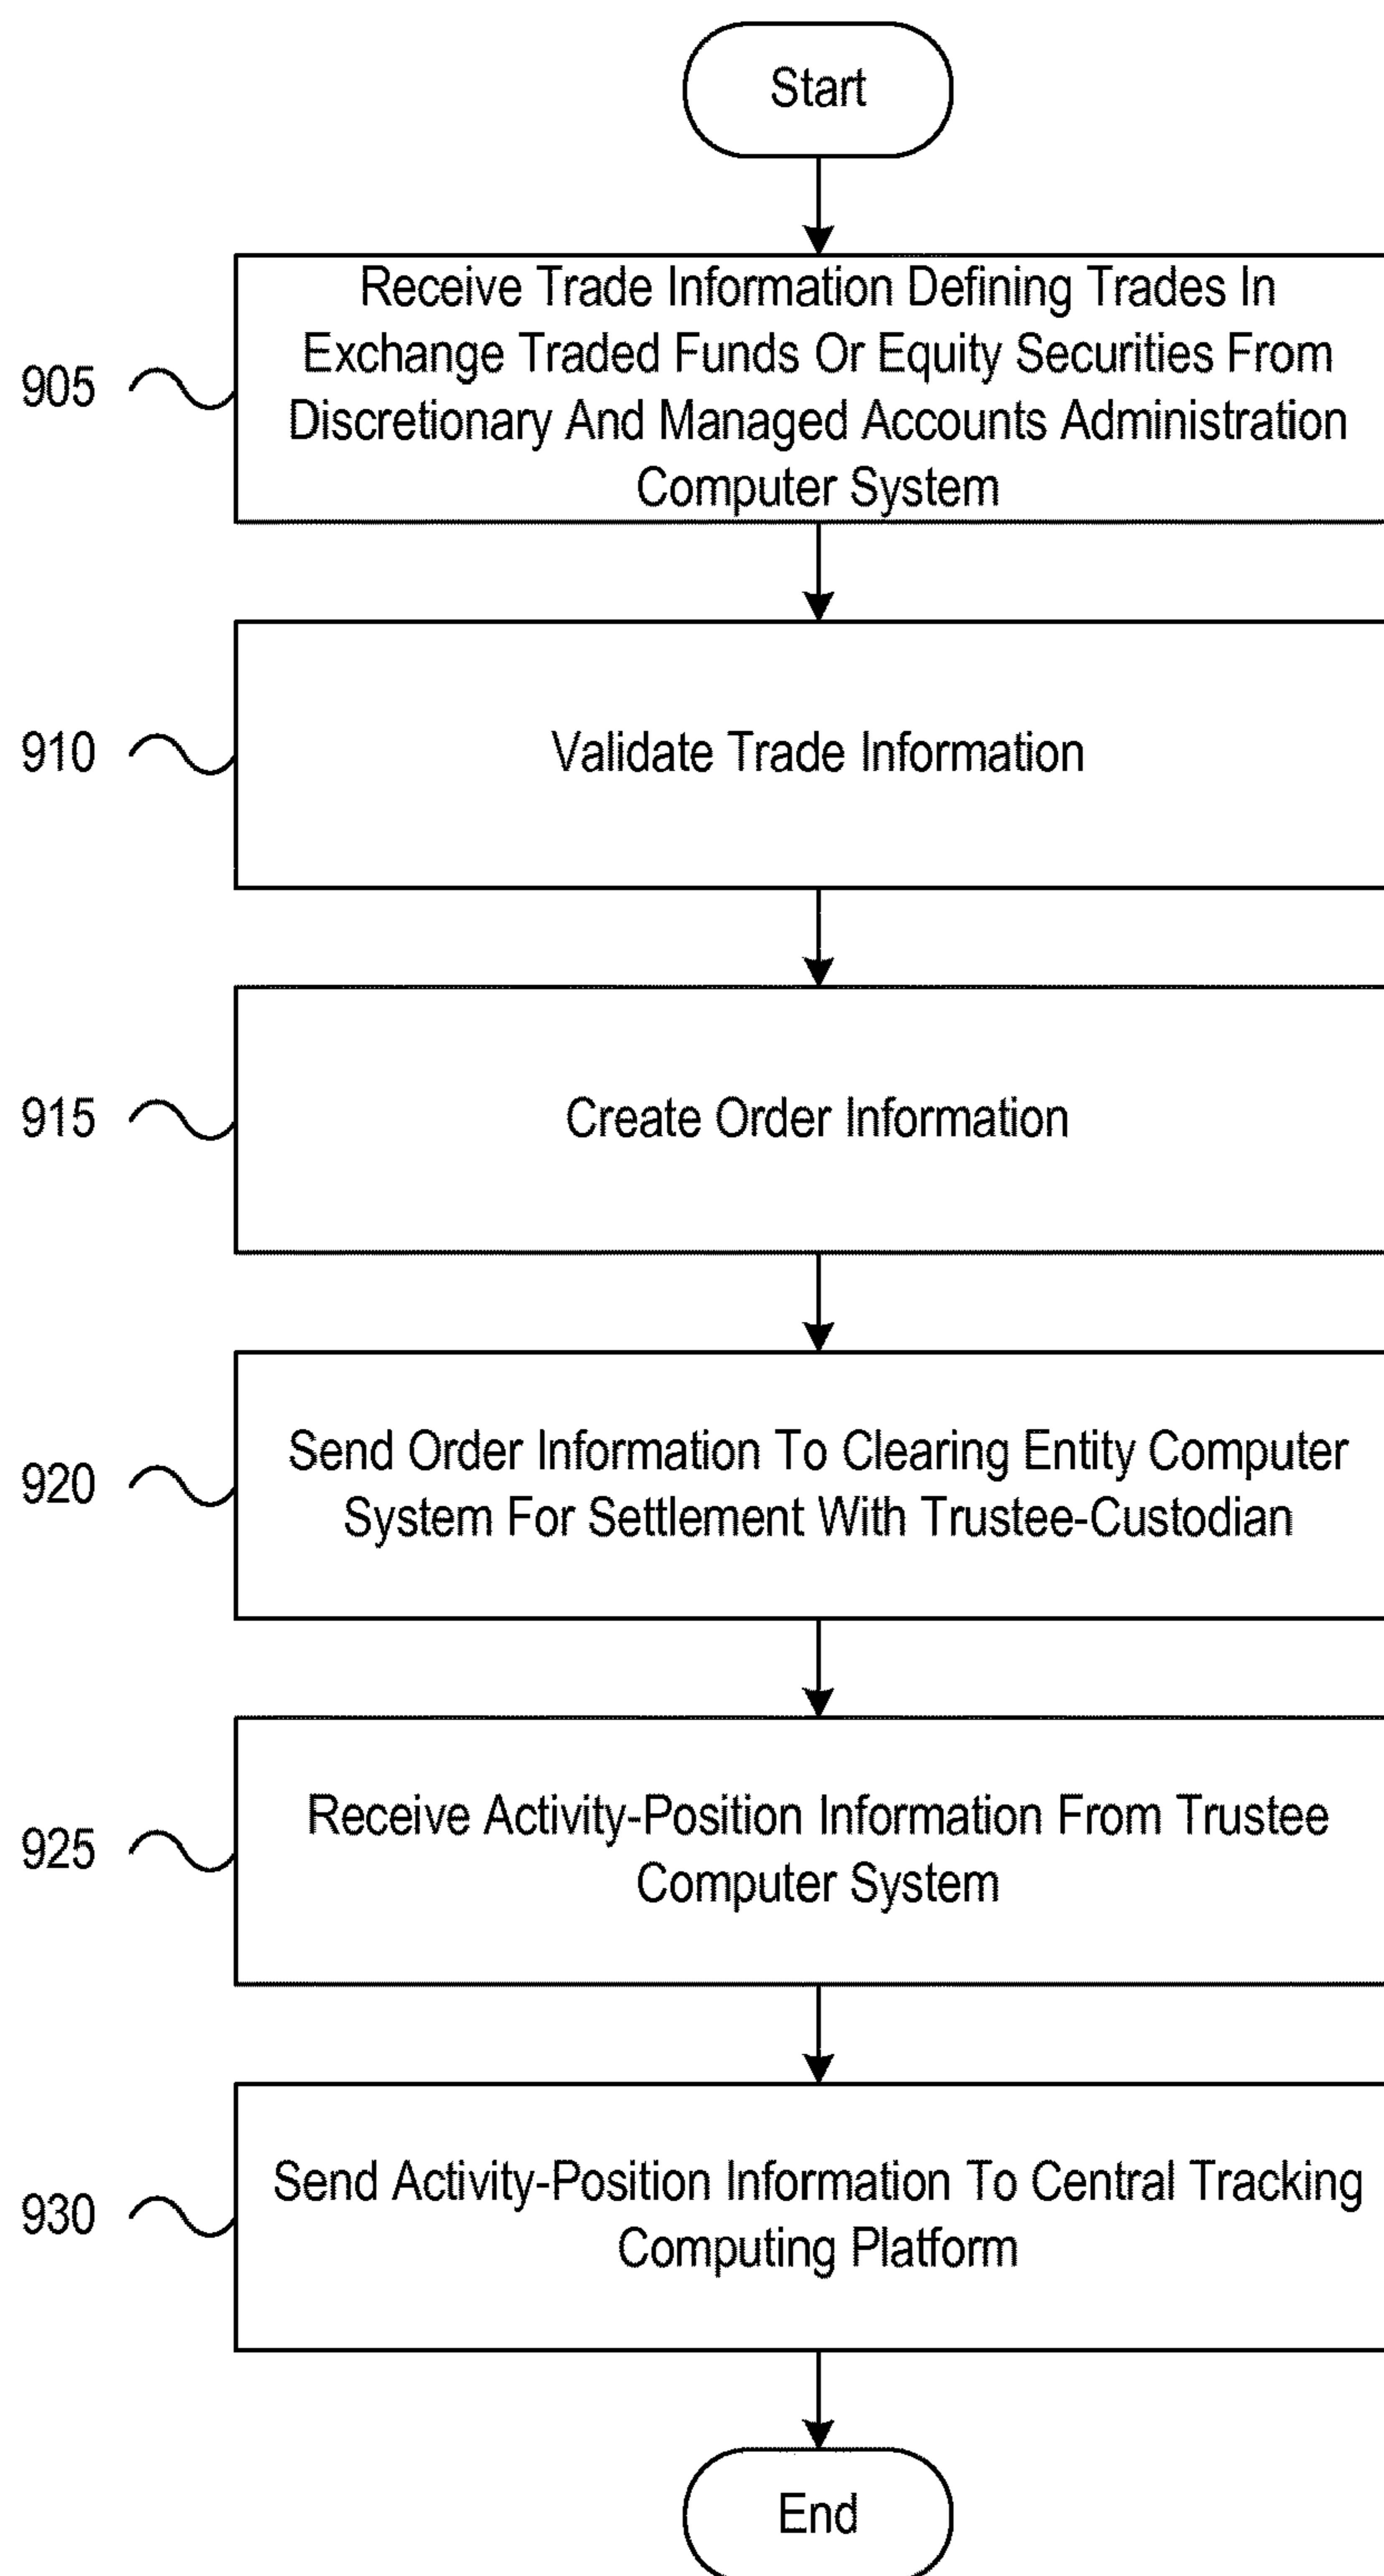 Start
Receive Trade Information Defining Trades In
Exchange Traded Funds Or Equity Securities From
905
Discretionary And Managed Accounts Administration
Computer System
910
Validate Trade Information
915
Create Order Information
Send Order Information To Clearing Entity Computer
920
System For Settlement With Trustee-Custodian
Receive Activity-Position Information From Trustee
925
Computer System
Send Activity-Position Information To Central Tracking
930
Computing Platform
End